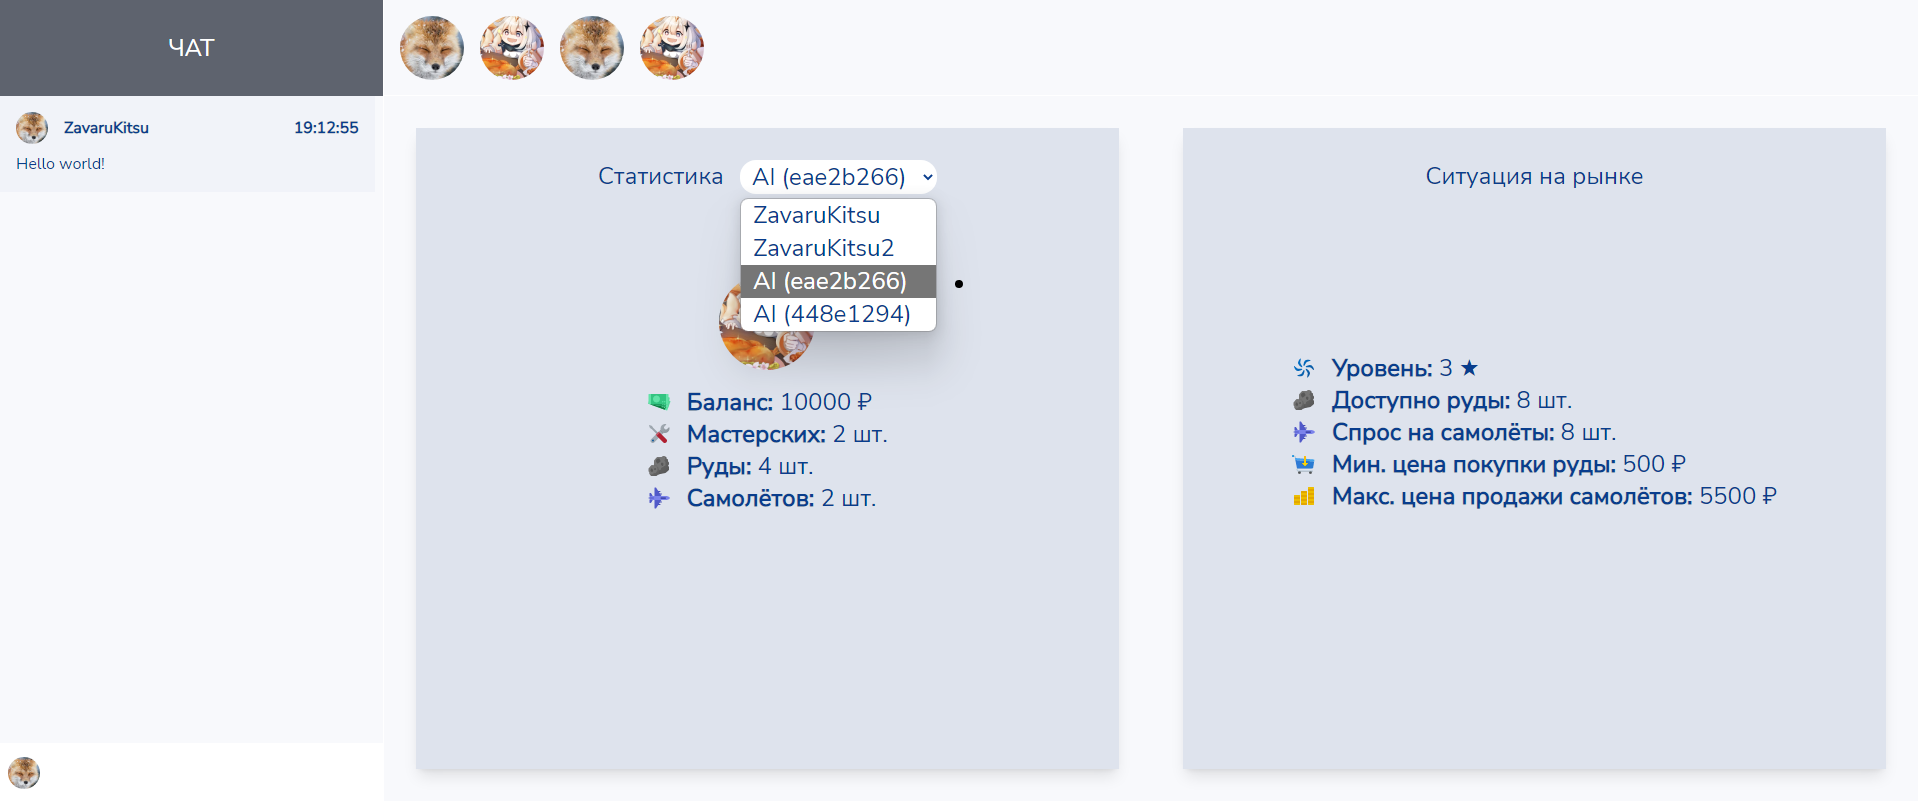 ЧАТ
ZavaruKitsu 19:12:55
Hello world!
Статистика AI (eae2b266)
ZavaruKitsu
ZavaruKitsu2
AI (eae2b266)
AI (448e1294)
Баланс: 10000 ₽
Мастерских: 2 шт.
Руды: 4 шт.
Самолётов: 2 шт.
Ситуация на рынке
Уровень: 3 ★
Доступно руды: 8 шт.
Спрос на самолёты: 8 шт.
Мин. цена покупки руды: 500 ₽
Макс. цена продажи самолётов: 5500 ₽